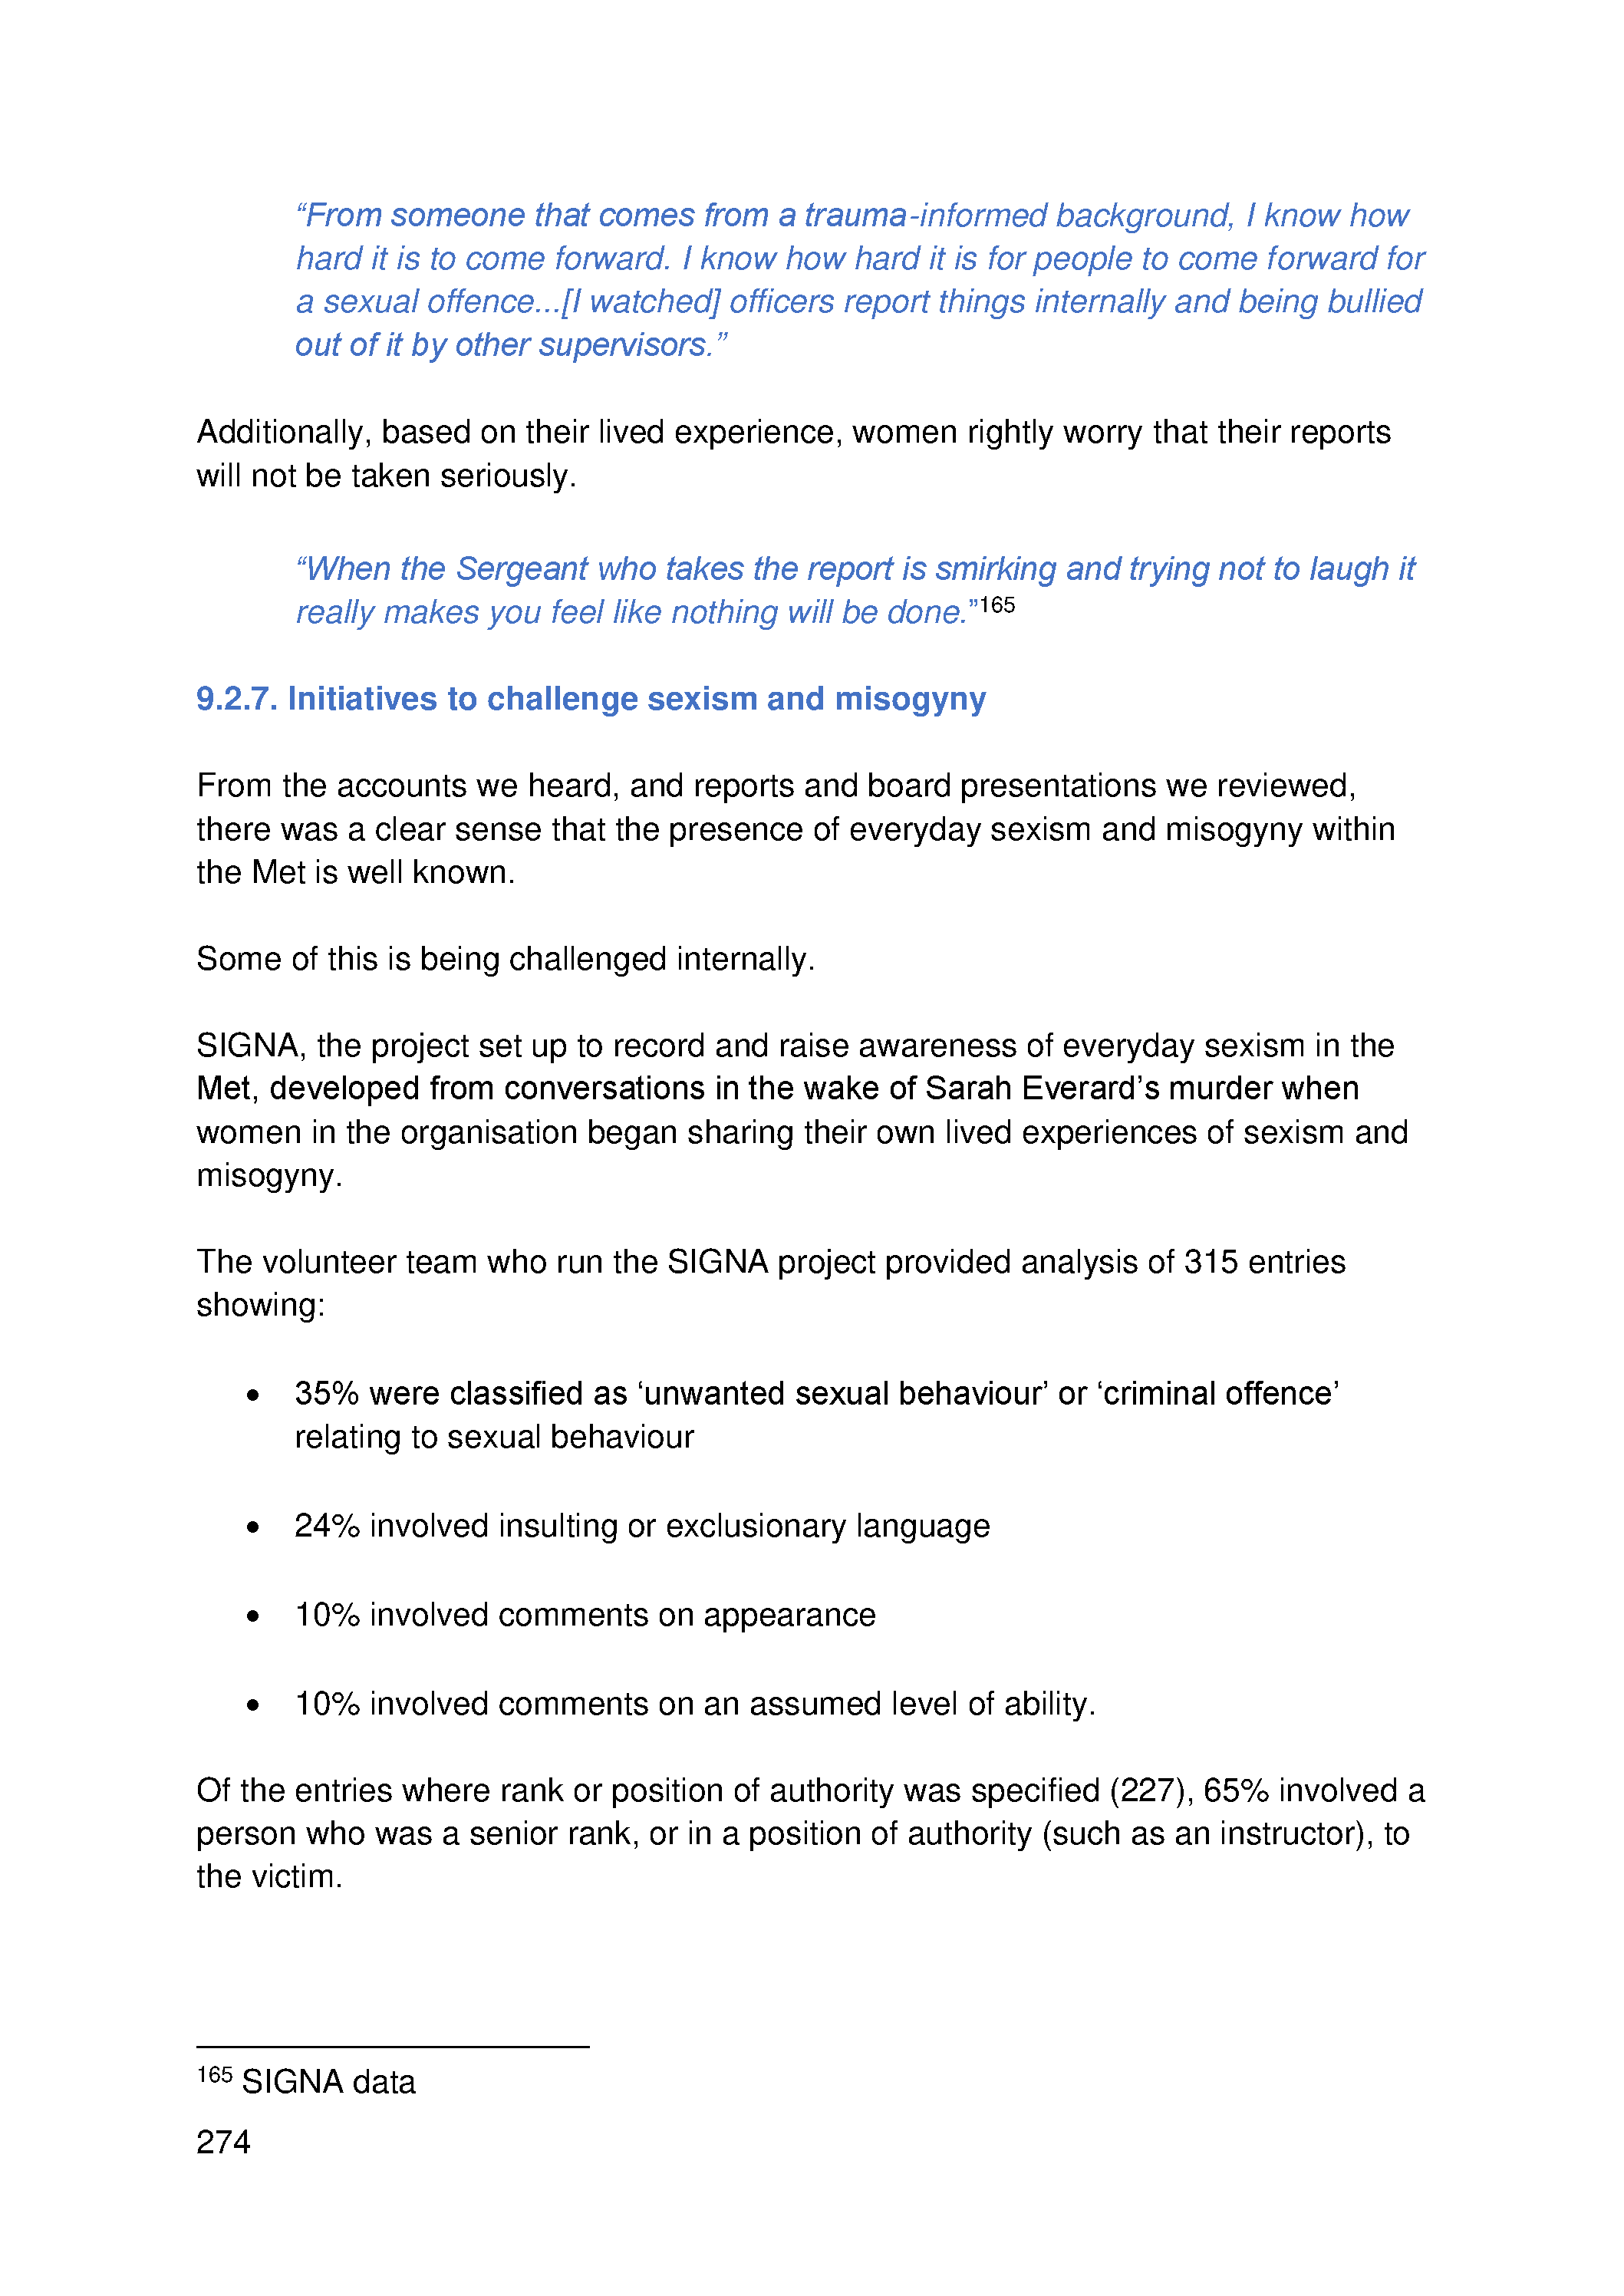 “From someone that comes from a trauma-informed background, I know how
hard it is to come forward. I know how hard it is for people to come forward for
a sexual offence...[I watched] officers report things internally and being bullied
out of it by other supervisors.”
Additionally, based on their lived experience, women rightly worry that their reports
will not be taken seriously.
“When the Sergeant who takes the report is smirking and trying not to laugh it
really makes you feel like nothing will be done.”165
9.2.7. Initiatives to challenge sexism and misogyny
From the accounts we heard, and reports and board presentations we reviewed,
there was a clear sense that the presence of everyday sexism and misogyny within
the Met is well known.
Some of this is being challenged internally.
SIGNA, the project set up to record and raise awareness of everyday sexism in the
Met, developed from conversations in the wake of Sarah Everard’s murder when
women in the organisation began sharing their own lived experiences of sexism and
misogyny.
The volunteer team who run the SIGNA project provided analysis of 315 entries
showing:
• 35% were classified as ‘unwanted sexual behaviour’ or ‘criminal offence’
relating to sexual behaviour
• 24% involved insulting or exclusionary language
• 10% involved comments on appearance
• 10% involved comments on an assumed level of ability.
Of the entries where rank or position of authority was specified (227), 65% involved a
person who was a senior rank, or in a position of authority (such as an instructor), to
the victim.
165 SIGNA data
274